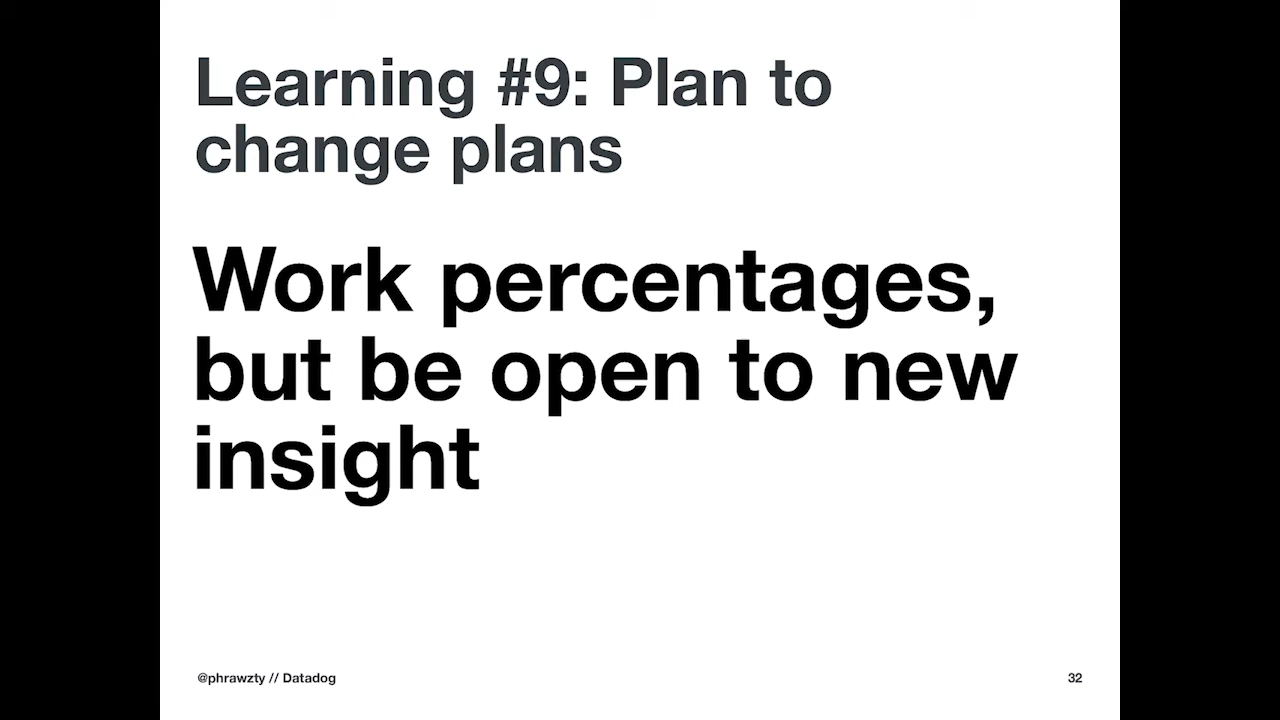 Learning #9: Plan to
change plans
Work percentages,
but be open to new
insight
@phrawzty // Datadog
32